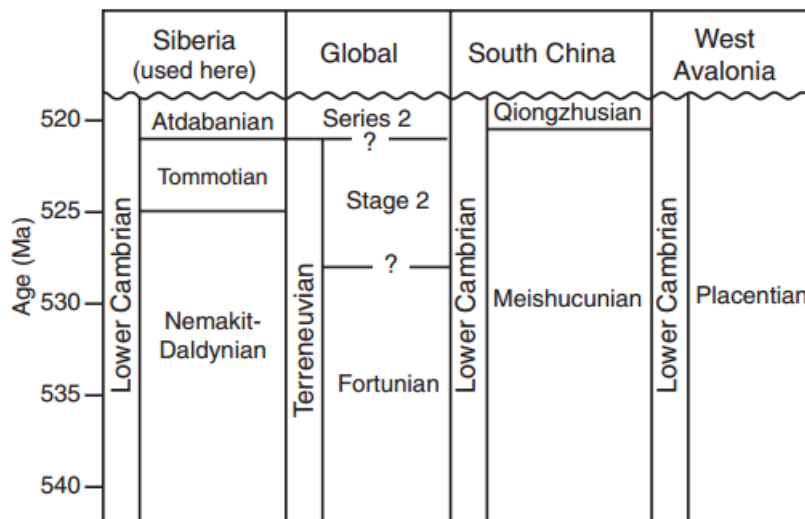 Siberia
(used here)
Global
South China
West
Avalonia
Age (Ma)
520
525
530
535
540
Lower Cambrian
Atdabanian
Tommotian
Nemakit-
Daldynian
Series 2
?
Terreneuvian
Stage 2
?
Fortunian
Lower Cambrian
Qiongzhusian
Meishucunian
Lower Cambrian
Placentian